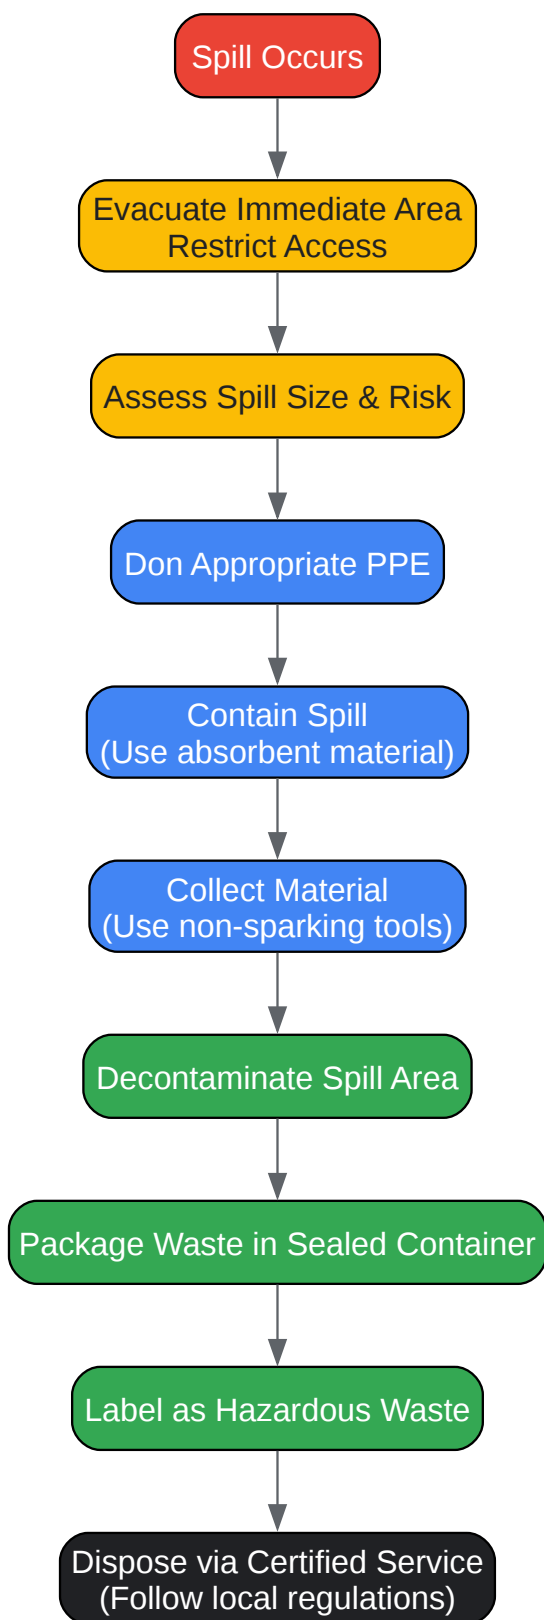 Spill Occurs
Evacuate Immediate Area
Restrict Access
Assess Spill Size & Risk
Don Appropriate PPE
Contain Spill
(Use absorbent material)
Collect Material
(Use non-sparking tools)
Decontaminate Spill Area
Package Waste in Sealed Container
Label as Hazardous Waste
Dispose via Certified Service
(Follow local regulations)